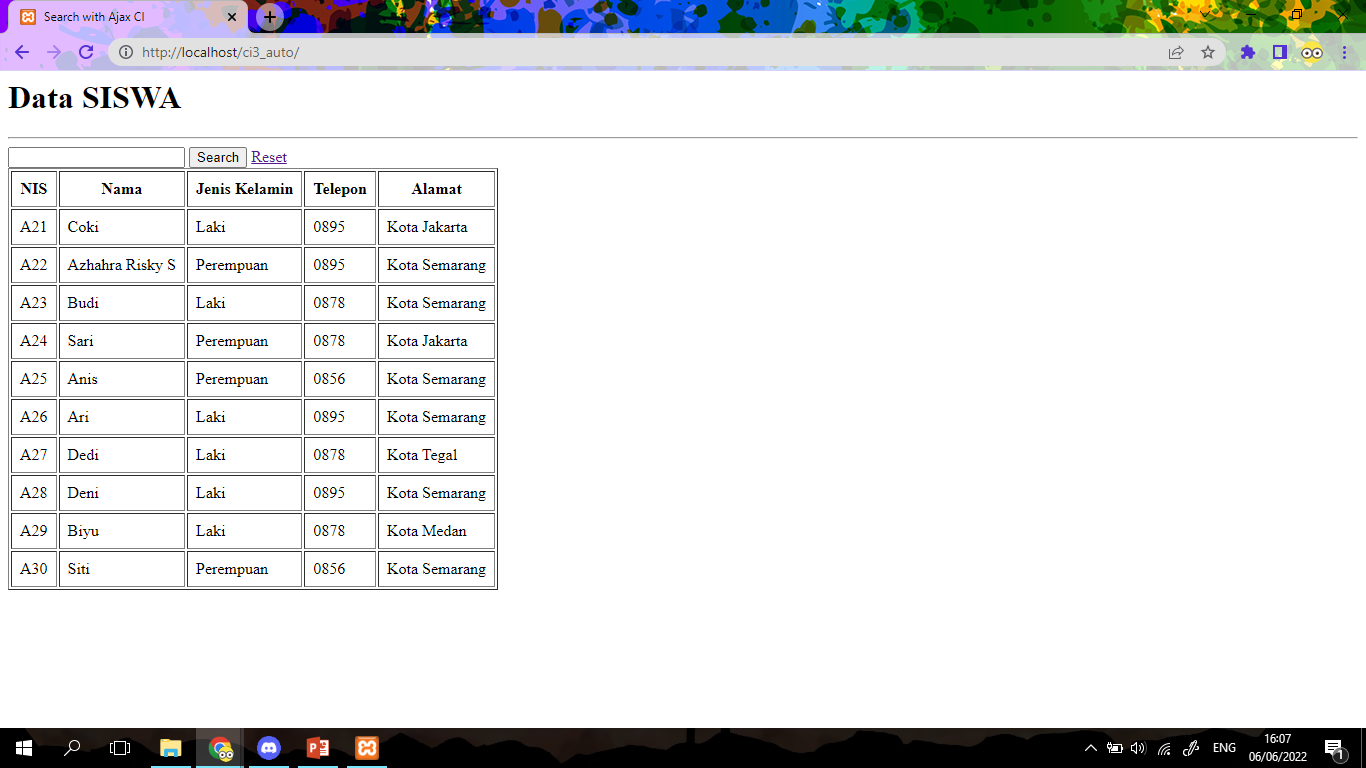 Search with Ajax CI
http://localhost/ci3_auto/
Data SISWA
Search Reset
NIS Nama Jenis Kelamin Telepon Alamat
A21 Coki Laki 0895 Kota Jakarta
A22 Azhahra Risky S Perempuan 0895 Kota Semarang
A23 Budi Laki 0878 Kota Semarang
A24 Sari Perempuan 0878 Kota Jakarta
A25 Anis Perempuan 0856 Kota Semarang
A26 Ari Laki 0895 Kota Semarang
A27 Dedi Laki 0878 Kota Tegal
A28 Deni Laki 0895 Kota Semarang
A29 Biyu Laki 0878 Kota Medan
A30 Siti Perempuan 0856 Kota Semarang
ENG
16:07
06/06/2022
1